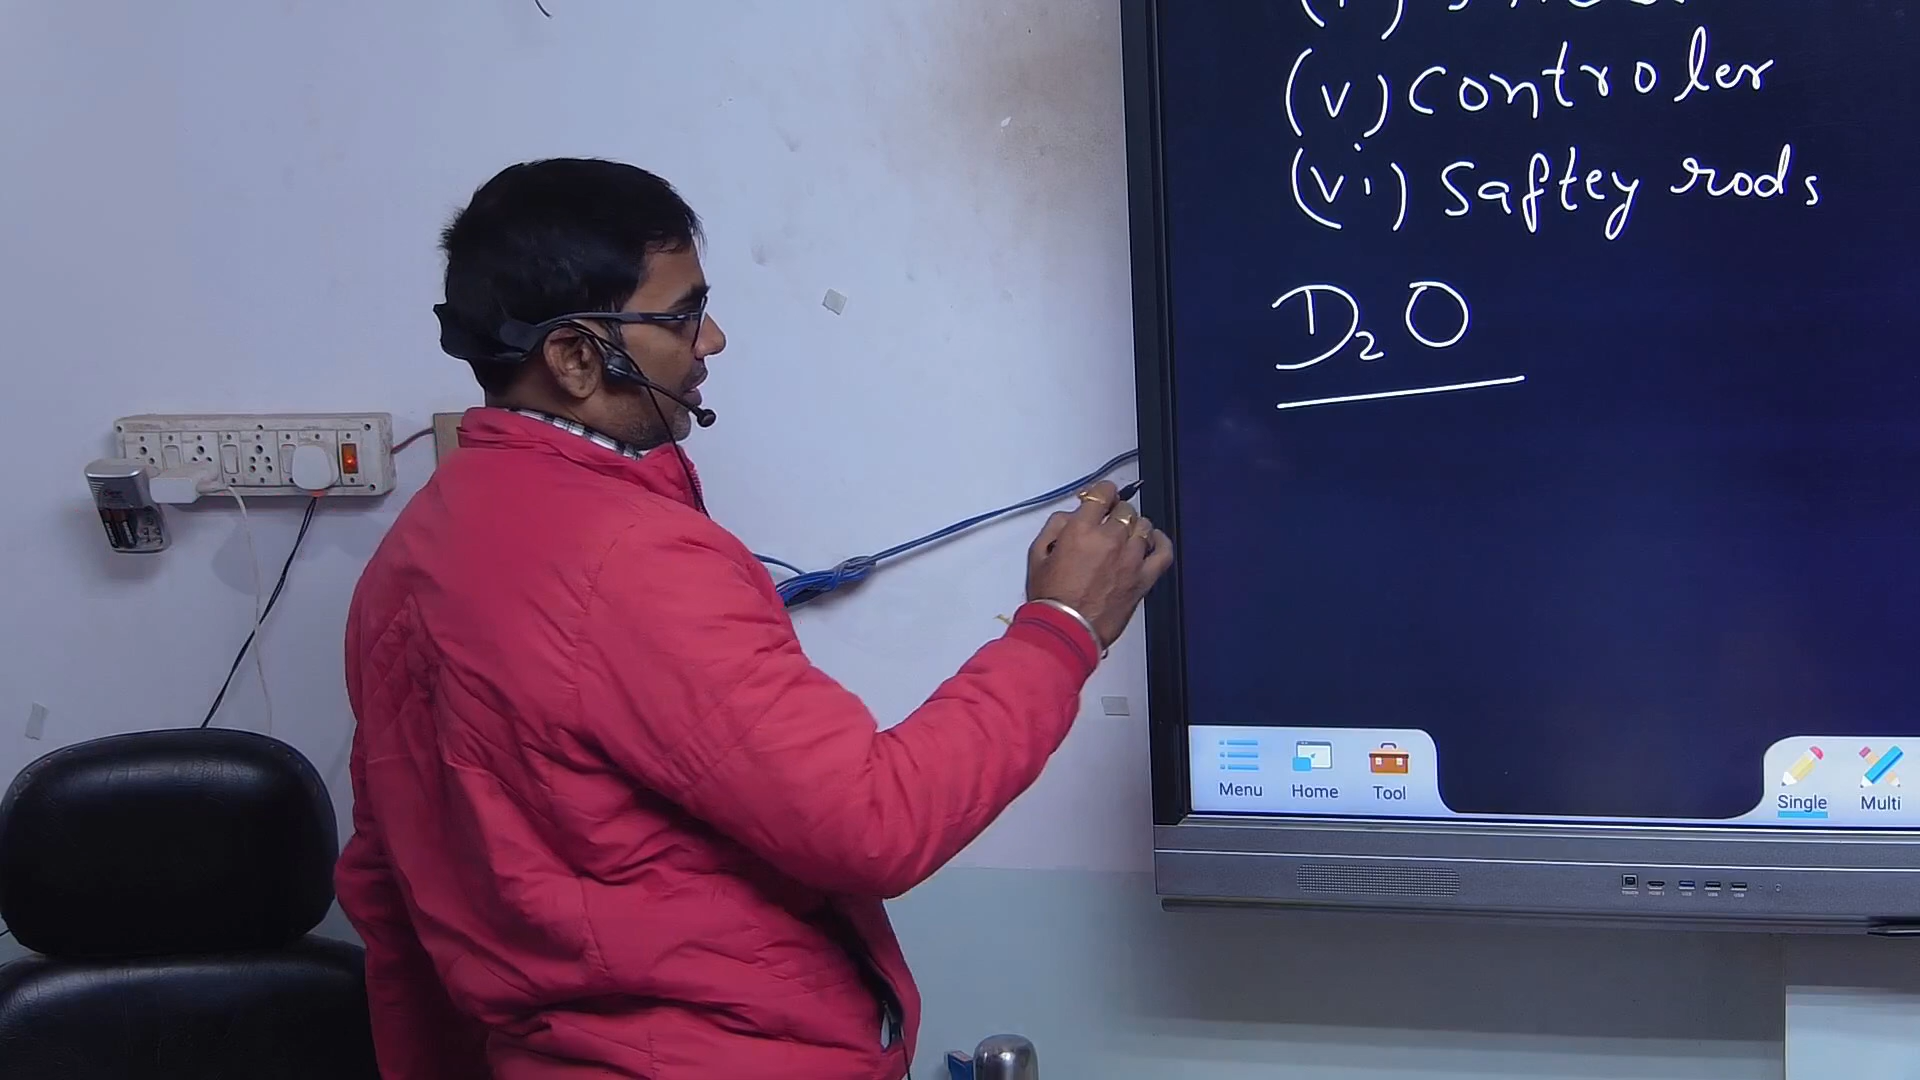 (v) Controler
(vi) Saftey rods
D₂O
Menu Home Tool
Single Multi